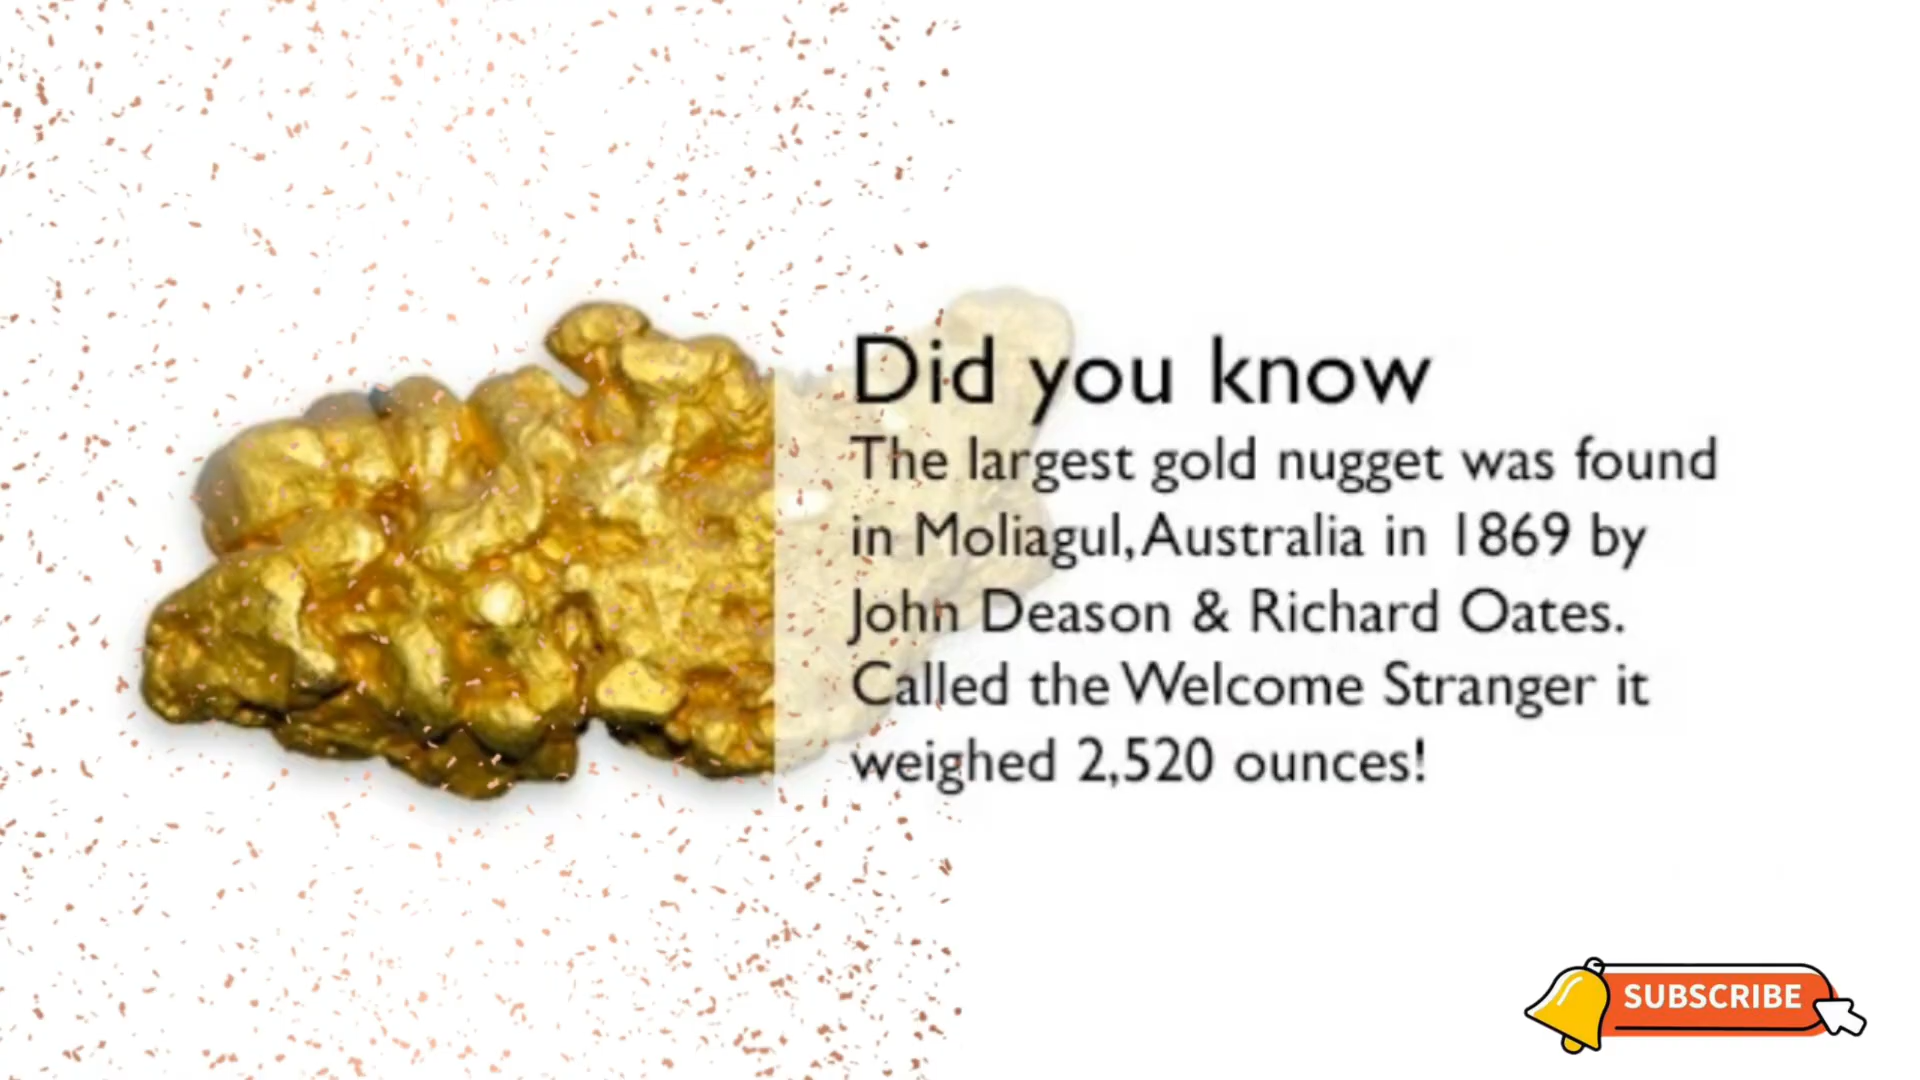 Did you know
The largest gold nugget was found
in Moliagul, Australia in 1869 by
John Deason & Richard Oates.
Called the Welcome Stranger it
weighed 2,520 ounces!
SUBSCRIBE